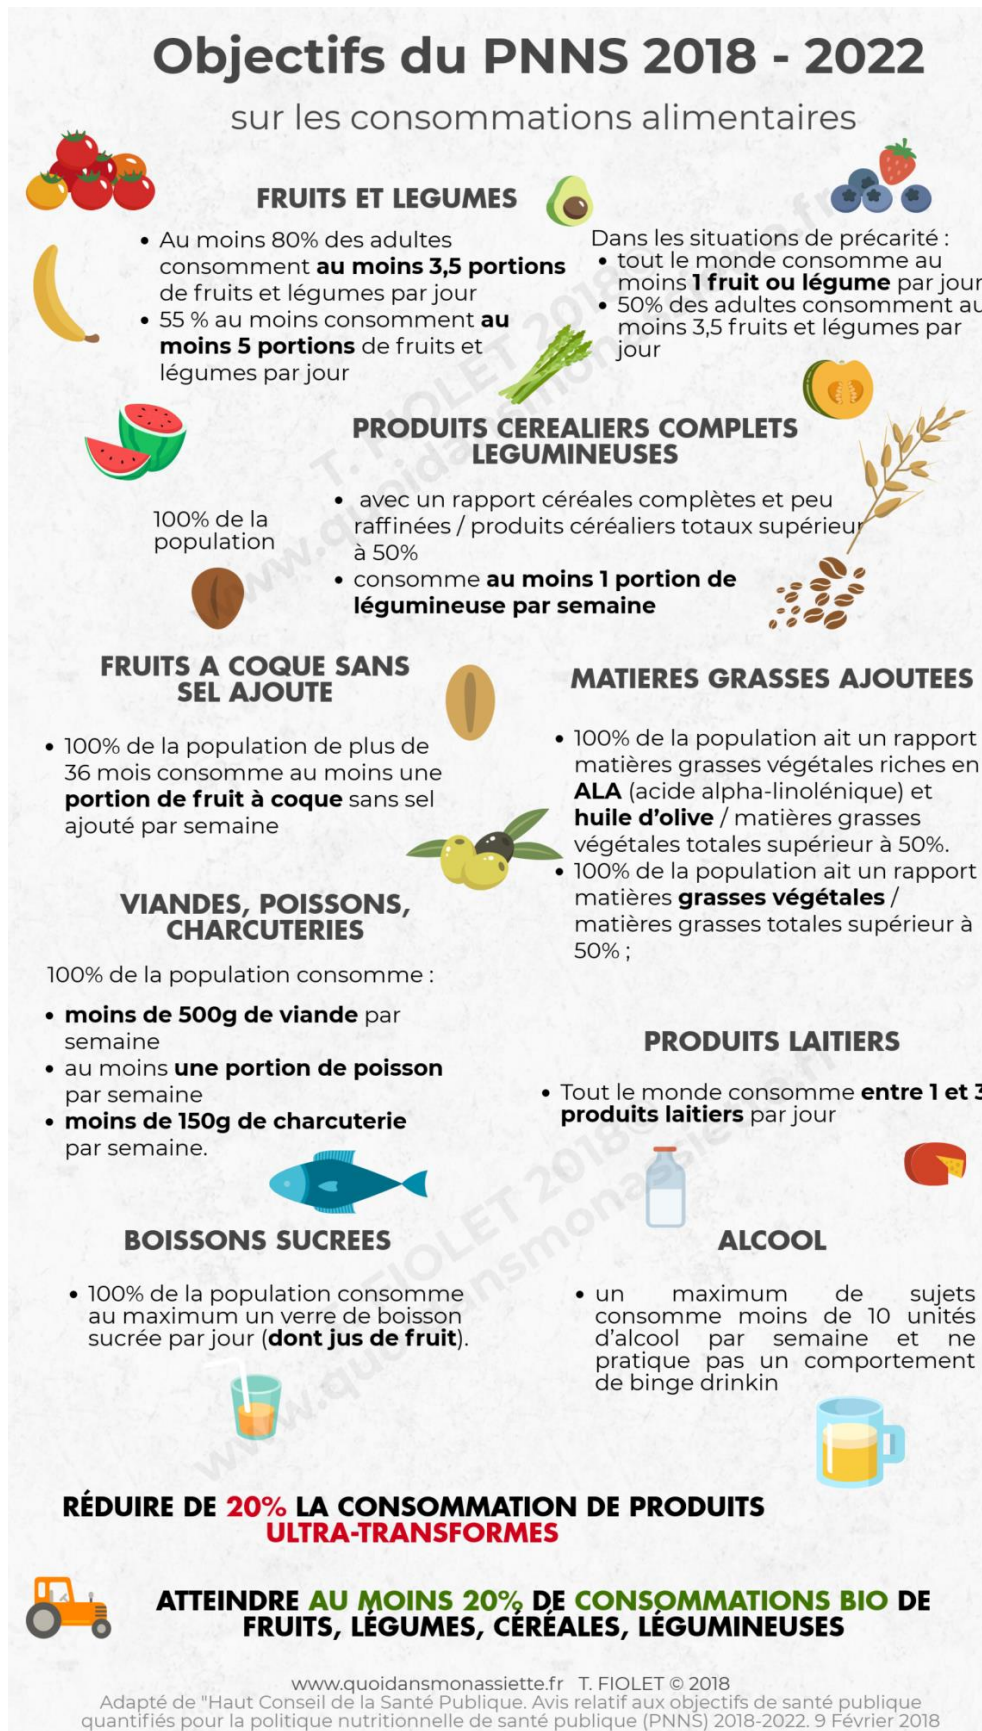 Objectifs du PNNS 2018 - 2022
sur les consommations alimentaires
FRUITS ET LEGUMES
• Au moins 80% des adultes
consomment au moins 3,5 portions
de fruits et légumes par jour
• 55 % au moins consomment au
moins 5 portions de fruits et
légumes par jour
Dans les situations de précarité :
• tout le monde consomme au
moins 1 fruit ou légume par jour
• 50% des adultes consomment au
moins 3,5 fruits et légumes par
jour
PRODUITS CEREALIERS COMPLETS
LEGUMINEUSES
100% de la
population
• avec un rapport céréales complètes et peu
raffinées / produits céréaliers totaux supérieur
à 50%
• consomme au moins 1 portion de
légumineuse par semaine
FRUITS A COQUE SANS
SEL AJOUTE
• 100% de la population de plus de
36 mois consomme au moins une
portion de fruit à coque sans sel
ajouté par semaine
MATIERES GRASSES AJOUTEES
• 100% de la population ait un rapport
matières grasses végétales riches en
ALA (acide alpha-linolénique) et
huile d'olive / matières grasses
végétales totales supérieur à 50%.
• 100% de la population ait un rapport
matières grasses végétales /
matières grasses totales supérieur à
50% ;
VIANDES, POISSONS,
CHARCUTERIES
100% de la population consomme :
• moins de 500g de viande par
semaine
• au moins une portion de poisson
par semaine
• moins de 150g de charcuterie
par semaine.
PRODUITS LAITIERS
• Tout le monde consomme entre 1 et 3
produits laitiers par jour
BOISSONS SUCREES
• 100% de la population consomme
au maximum un verre de boisson
sucrée par jour (dont jus de fruit).
ALCOOL
• un maximum de sujets
consomme moins de 10 unités
d'alcool par semaine et ne
pratique pas un comportement
de binge drinkin
RÉDUIRE DE 20% LA CONSOMMATION DE PRODUITS
ULTRA-TRANSFORMES
ATTEINDRE AU MOINS 20% DE CONSOMMATIONS BIO DE
FRUITS, LÉGUMES, CÉRÉALES, LÉGUMINEUSES
www.quoidansmonassiette.fr T. FIOLET © 2018
Adapté de "Haut Conseil de la Santé Publique. Avis relatif aux objectifs de santé publique
quantifiés pour la politique nutritionnelle de santé publique (PNNS) 2018-2022. 9 Février 2018
T. FIOLET 2018©
www.quoidansmonassiette.fr
T. FIOLET 2018©
www.quoidansmonassiette.fr